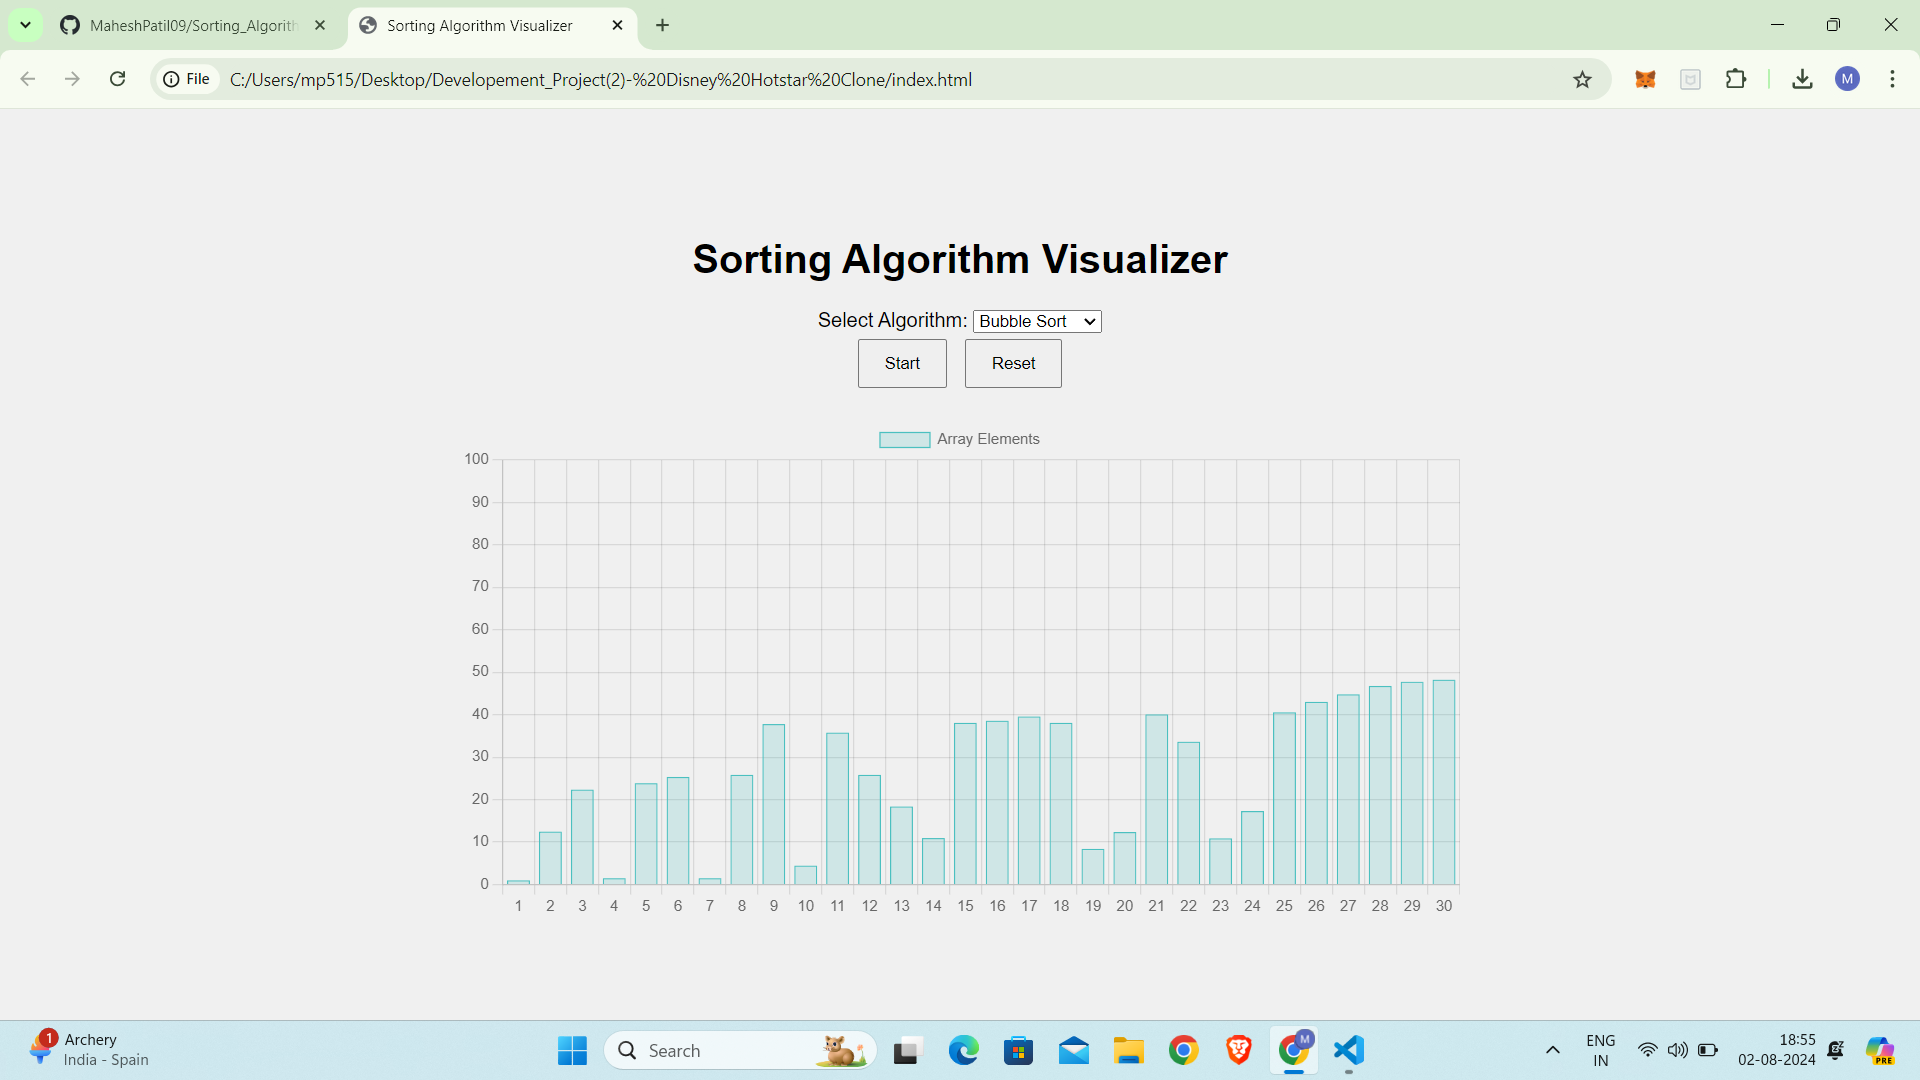 MaheshPatil09/Sorting_Algorith
Sorting Algorithm Visualizer
File
C:/Users/mp515/Desktop/Developement_Project(2)-%20Disney%20Hotstar%20Clone/index.html
M
Sorting Algorithm Visualizer
Select Algorithm: Bubble Sort
Start Reset
Array Elements
100
90
80
70
60
50
40
30
20
10
0
1 2 3 4 5 6 7 8 9 10 11 12 13 14 15 16 17 18 19 20 21 22 23 24 25 26 27 28 29 30
1
Archery
India - Spain
Search
M
ENG
IN
18:55
02-08-2024
PRE